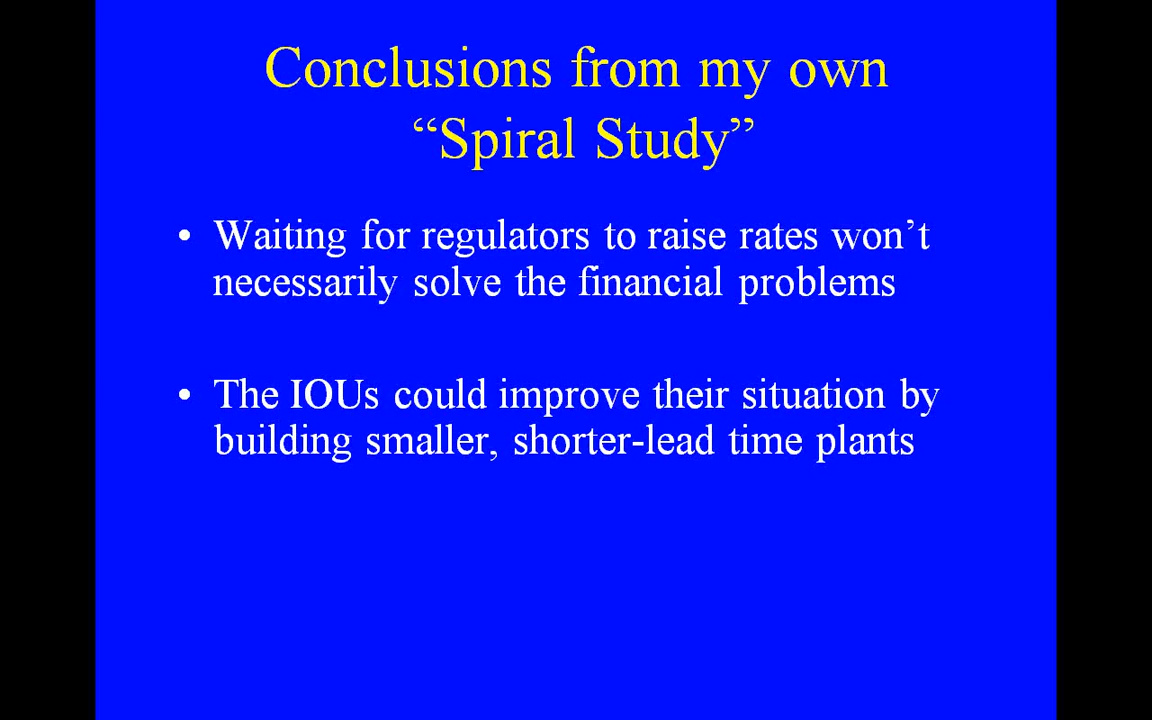 Conclusions from my own
“Spiral Study”
• Waiting for regulators to raise rates won’t
necessarily solve the financial problems
• The IOUs could improve their situation by
building smaller, shorter-lead time plants